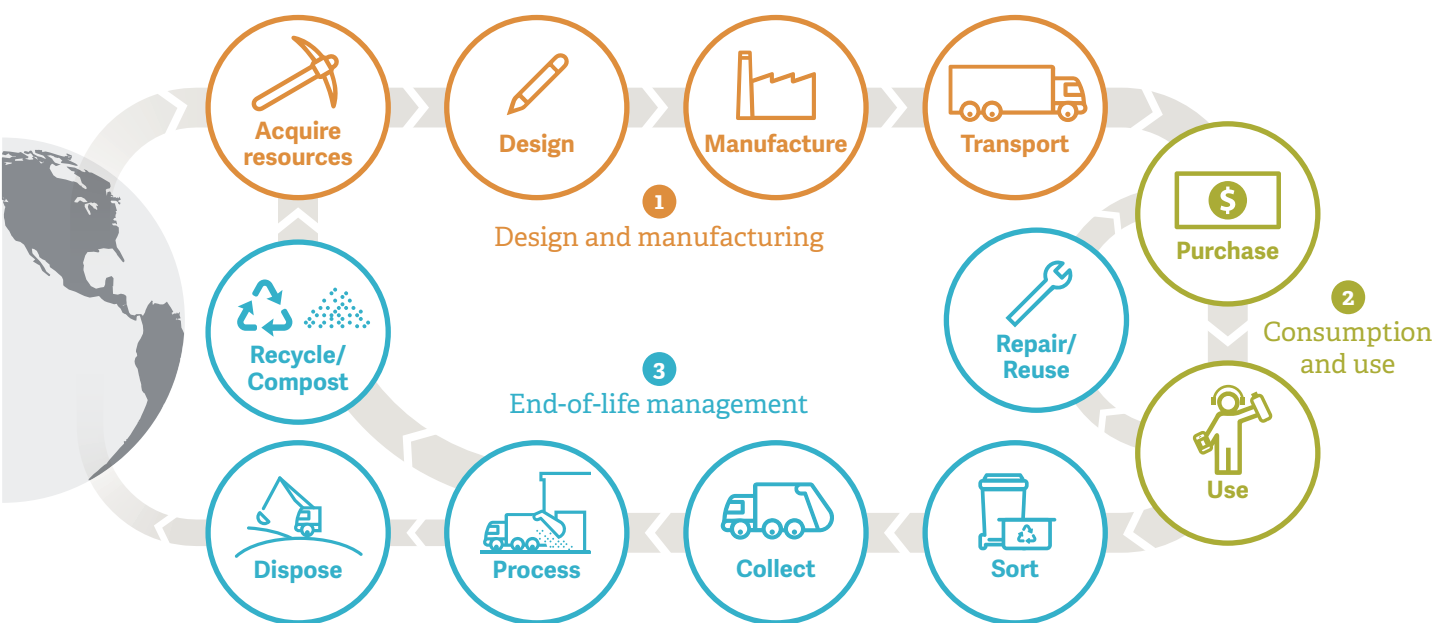 Acquire
resources
Design
Manufacture
Transport
1
Design and manufacturing
$
Purchase
2
Consumption
and use
Use
Repair/
Reuse
3
End-of-life management
Sort
Collect
Process
Dispose
Recycle/
Compost